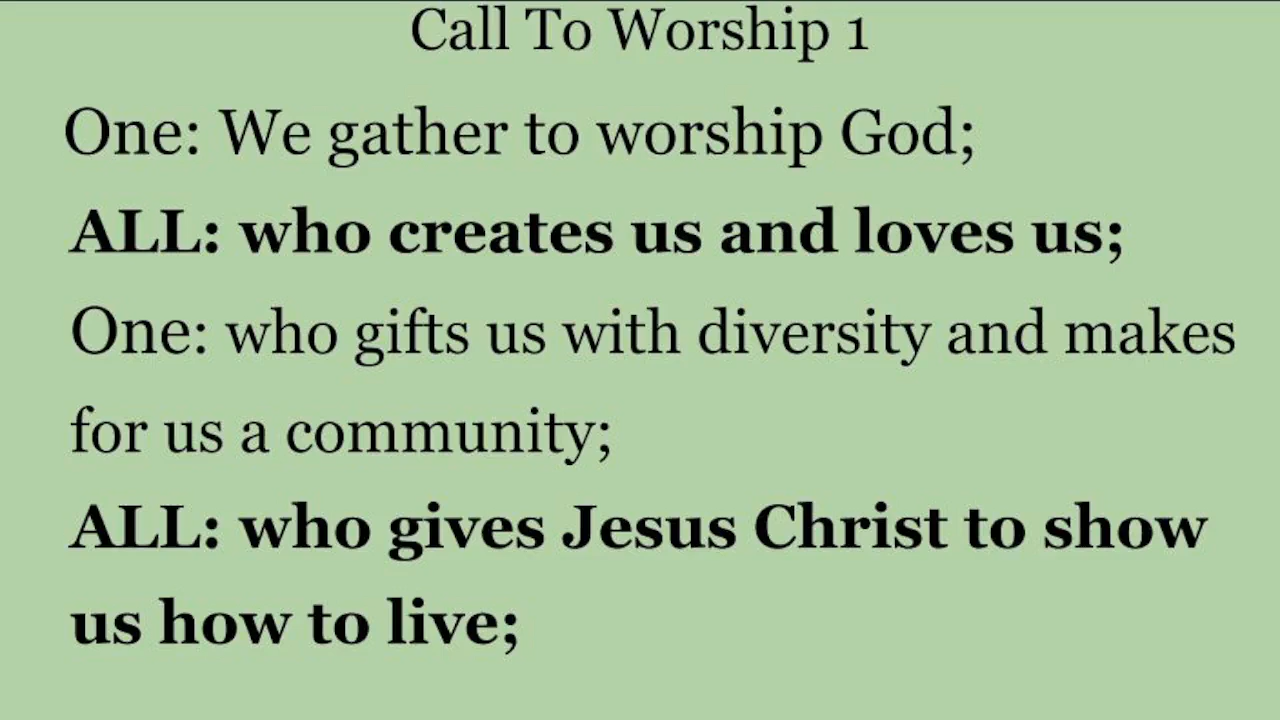 Call To Worship 1
One: We gather to worship God;
ALL: who creates us and loves us;
One: who gifts us with diversity and makes
for us a community;
ALL: who gives Jesus Christ to show
us how to live;